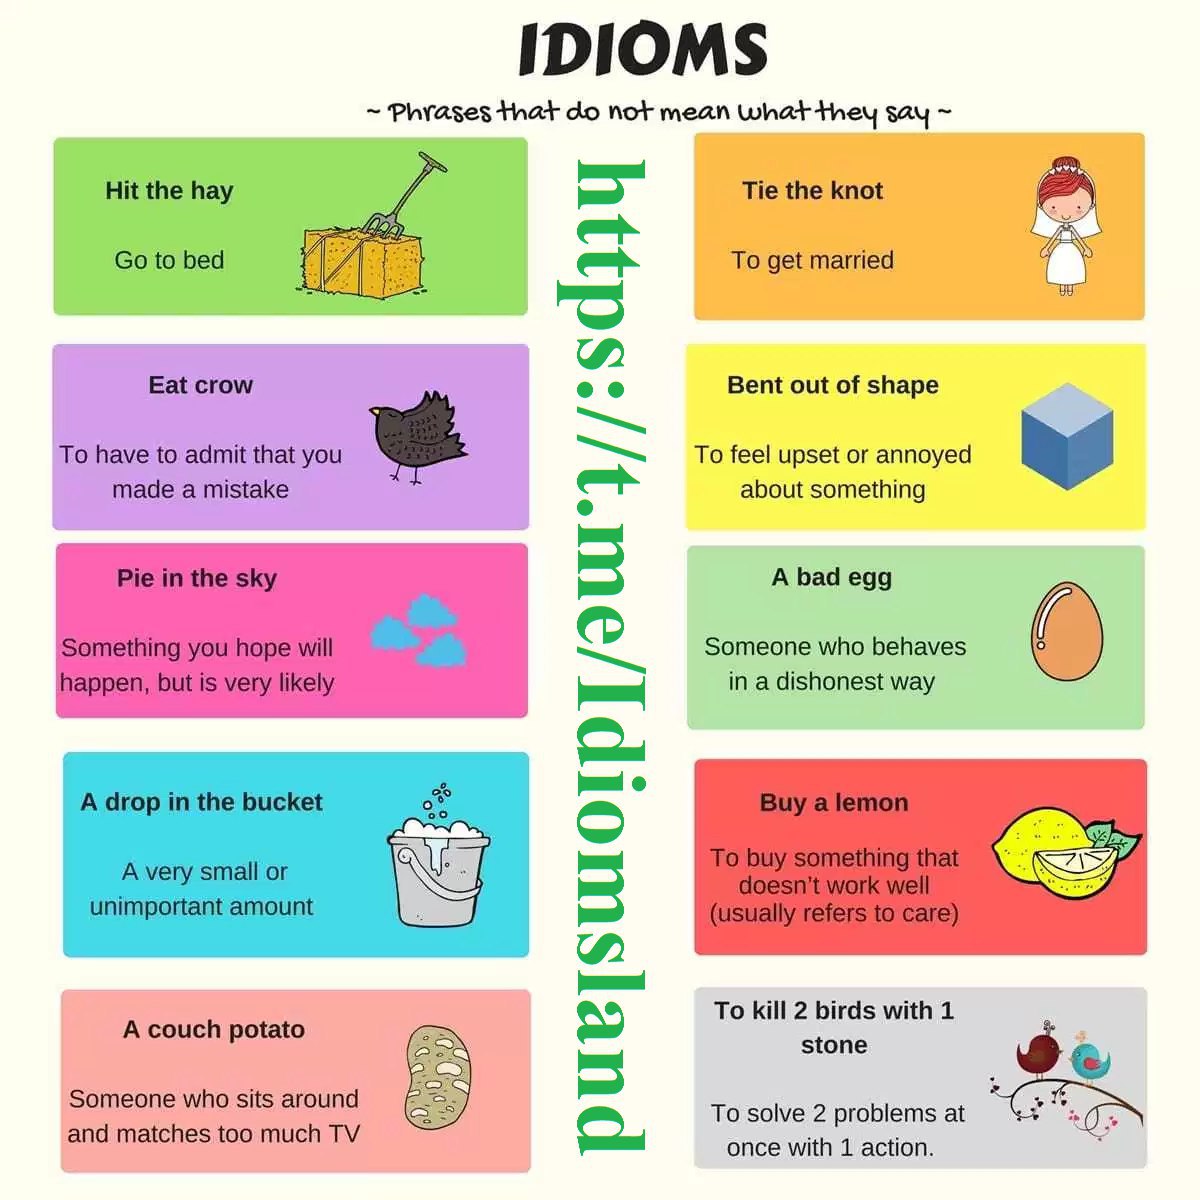 IDIOMS
~ Phrases that do not mean what they say ~
Hit the hay
Go to bed
Tie the knot
To get married
Eat crow
To have to admit that you
made a mistake
Bent out of shape
To feel upset or annoyed
about something
Pie in the sky
Something you hope will
happen, but is very likely
A bad egg
Someone who behaves
in a dishonest way
A drop in the bucket
A very small or
unimportant amount
Buy a lemon
To buy something that
doesn't work well
(usually refers to care)
A couch potato
Someone who sits around
and matches too much TV
To kill 2 birds with 1
stone
To solve 2 problems at
once with 1 action.
https://t.me/Idiomsland